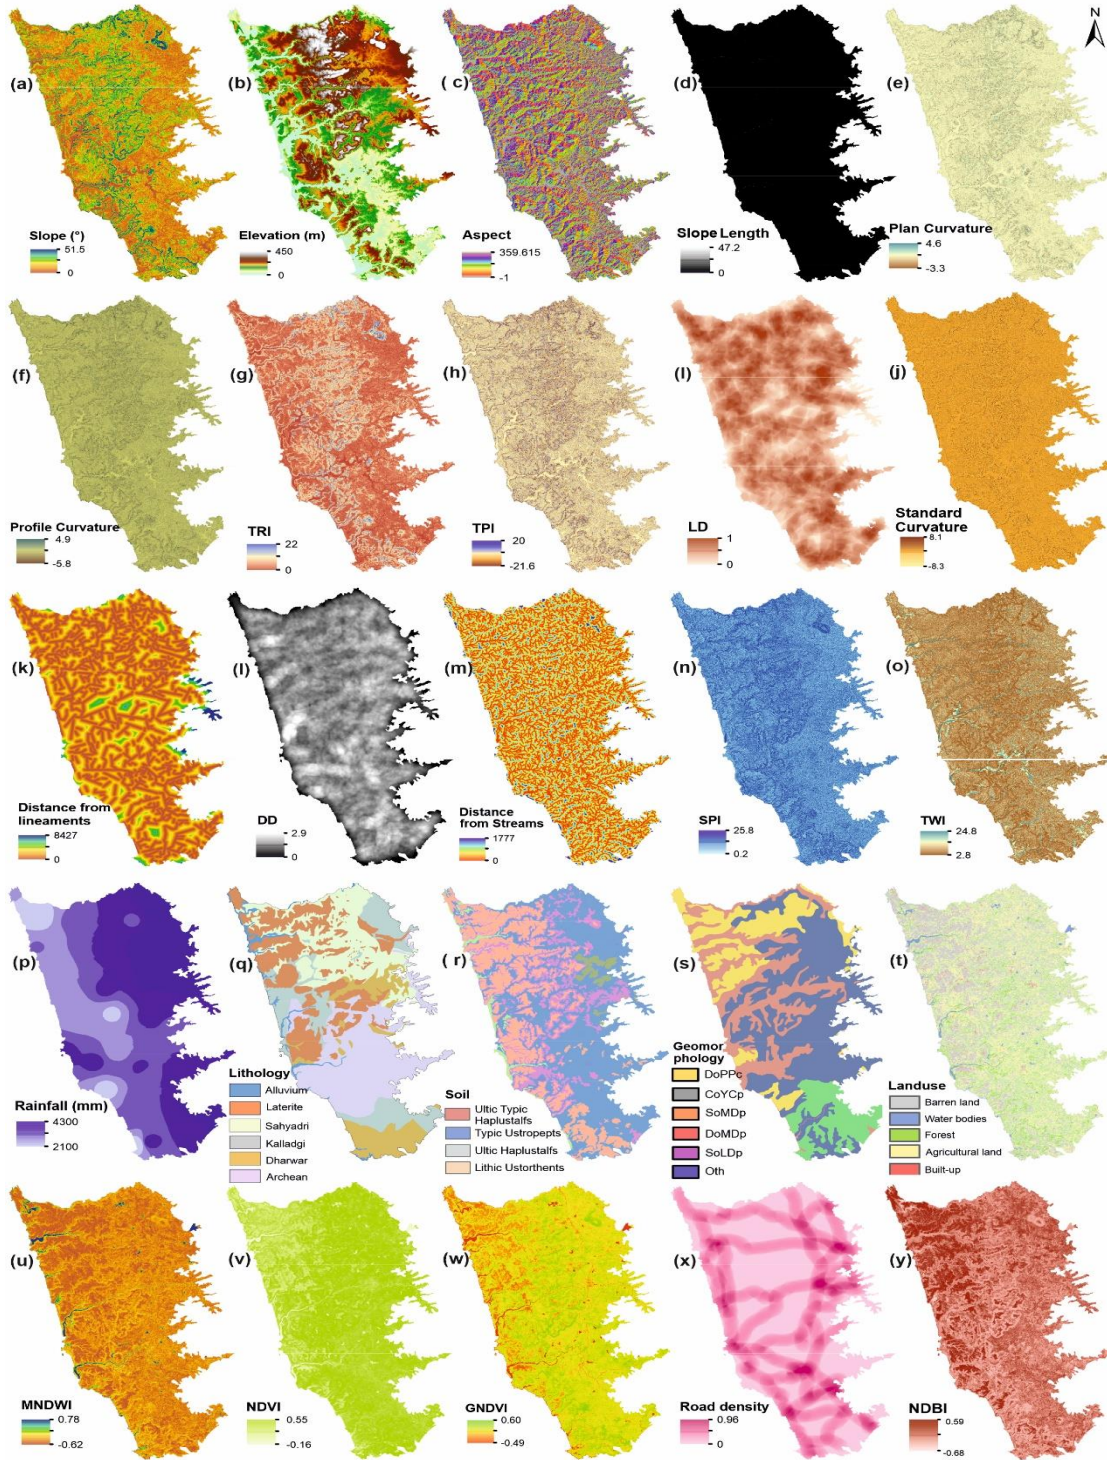 N
(a)
Slope (°)
51.5
0
(b)
Elevation (m)
450
0
(c)
Aspect
359.615
-1
(d)
Slope Length
47.2
0
(e)
Plan Curvature
4.6
-3.3
(f)
Profile Curvature
4.9
-5.8
(g)
TRI
22
0
(h)
TPI
20
-21.6
(I)
LD
1
0
(j)
Standard
Curvature
8.1
-8.3
(k)
Distance from
lineaments
8427
0
(l)
DD
2.9
0
(m)
Distance
from Streams
1777
0
(n)
SPI
25.8
0.2
(o)
TWI
24.8
2.8
(p)
Rainfall (mm)
4300
2100
(q)
Lithology
Alluvium
Laterite
Sahyadri
Kalladgi
Dharwar
Archean
(r)
Soil
Ultic Typic
Haplustalfs
Typic Ustropepts
Ultic Haplustalfs
Lithic Ustorthents
(s)
Geomor
phology
DoPPc
CoYCp
SoMDp
DoMDp
SoLDp
Oth
(t)
Landuse
Barren land
Water bodies
Forest
Agricultural land
Built-up
(u)
MNDWI
0.78
-0.62
(v)
NDVI
0.55
-0.16
(w)
GNDVI
0.60
-0.49
(x)
Road density
0.96
0
(y)
NDBI
0.59
-0.68